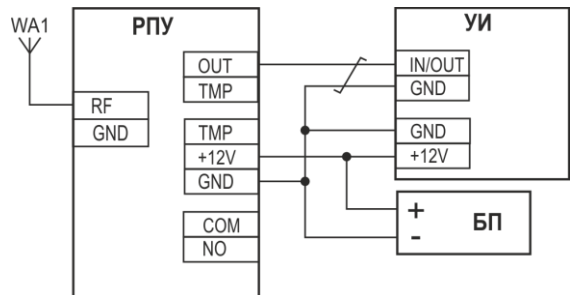 WA1
РПУ
УИ
OUT
TMP
RF
GND
TMP
+12V
GND
COM
NO
IN/OUT
GND
GND
+12V
+
-
БП